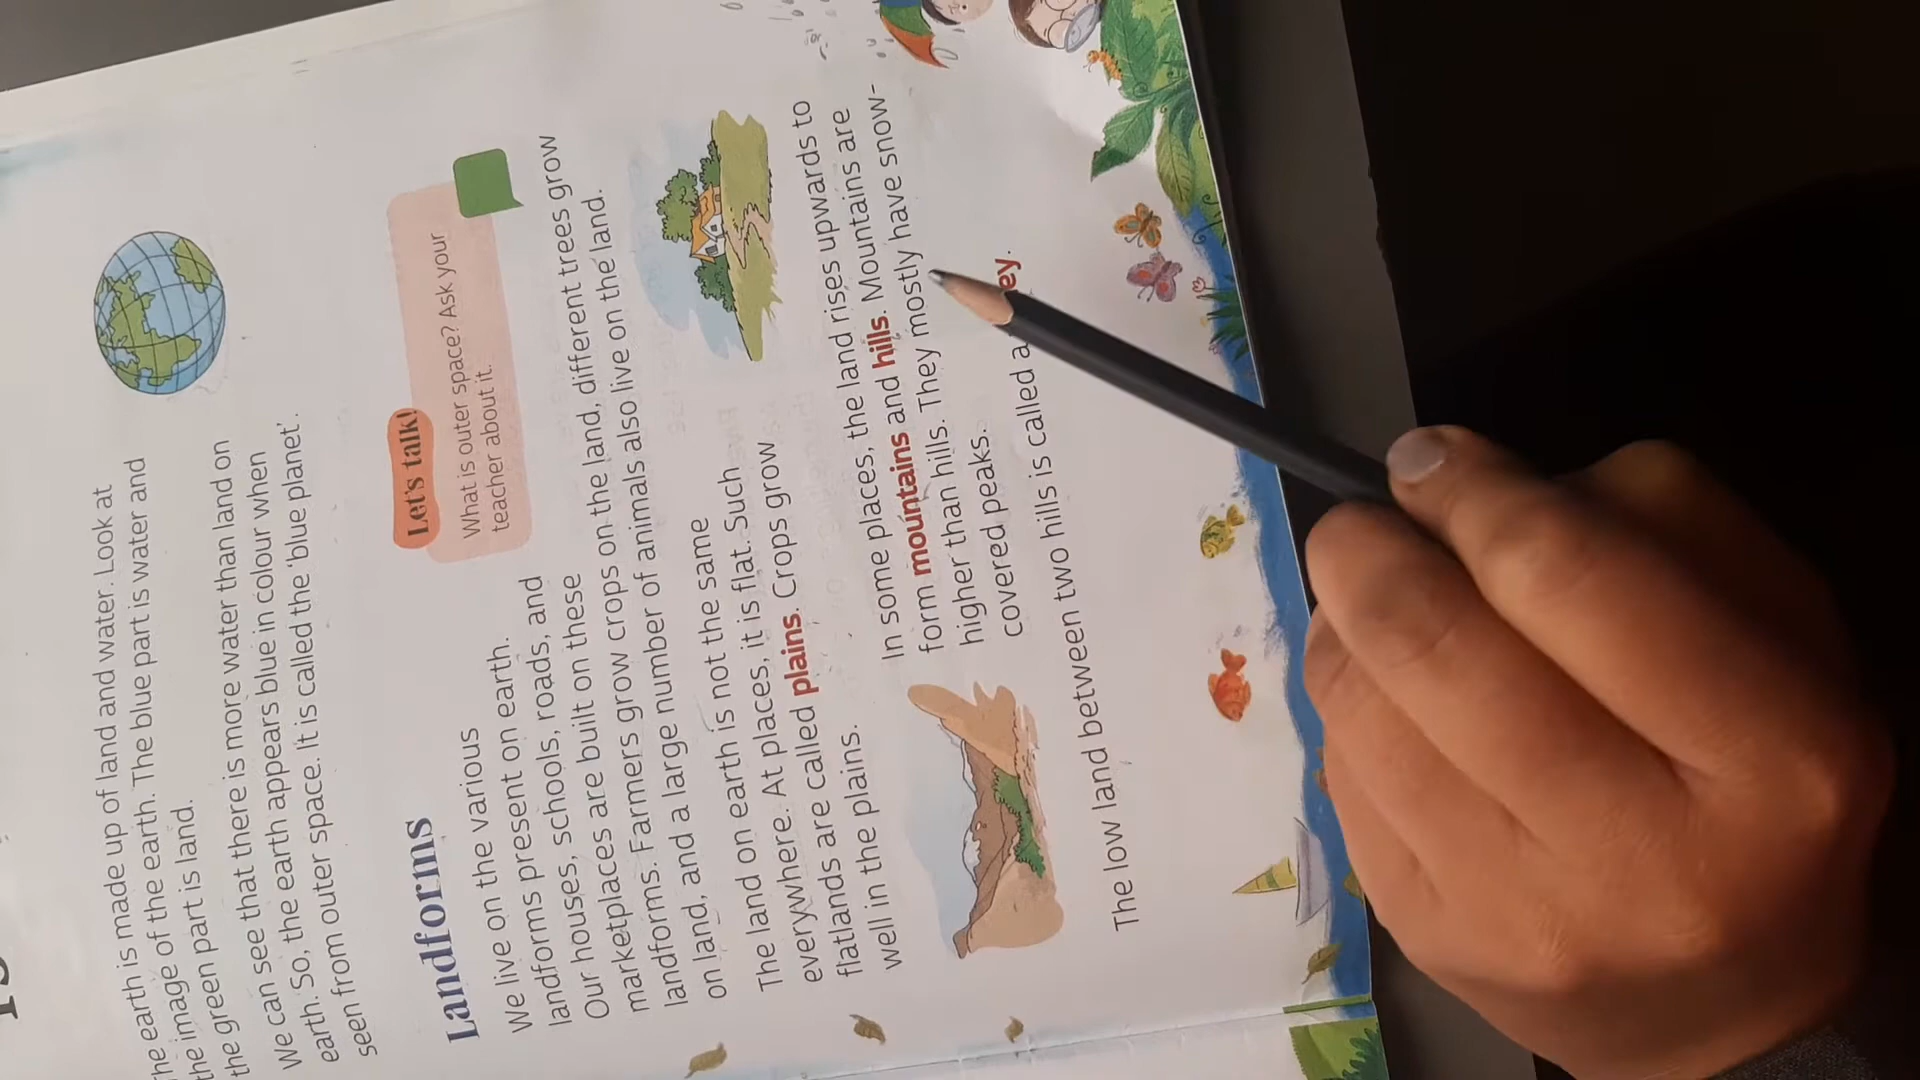 he earth is made up of land and water. Look at
the image of the earth. The blue part is water and
the green part is land.
We can see that there is more water than land on
earth. So, the earth appears blue in colour when
seen from outer space. It is called the 'blue planet'.
Let's talk!
What is outer space? Ask your
teacher about it.
Landforms
We live on the various
landforms present on earth.
Our houses, schools, roads, and
marketplaces are built on these
landforms. Farmers grow crops on the land, different trees grow
on land, and a large number of animals also live on the land.
The land on earth is not the same
everywhere. At places, it is flat. Such
flatlands are called plains. Crops grow
well in the plains.
In some places, the land rises upwards to
form mountains and hills. Mountains are
higher than hills. They mostly have snow-
covered peaks.
The low land between two hills is called a ey.